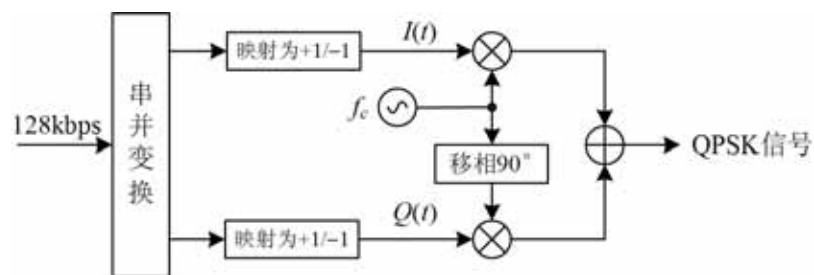 映射为+1/−1
I(t)
128kbps
串并变换
f_c
移相90°
QPSK信号
映射为+1/−1
Q(t)